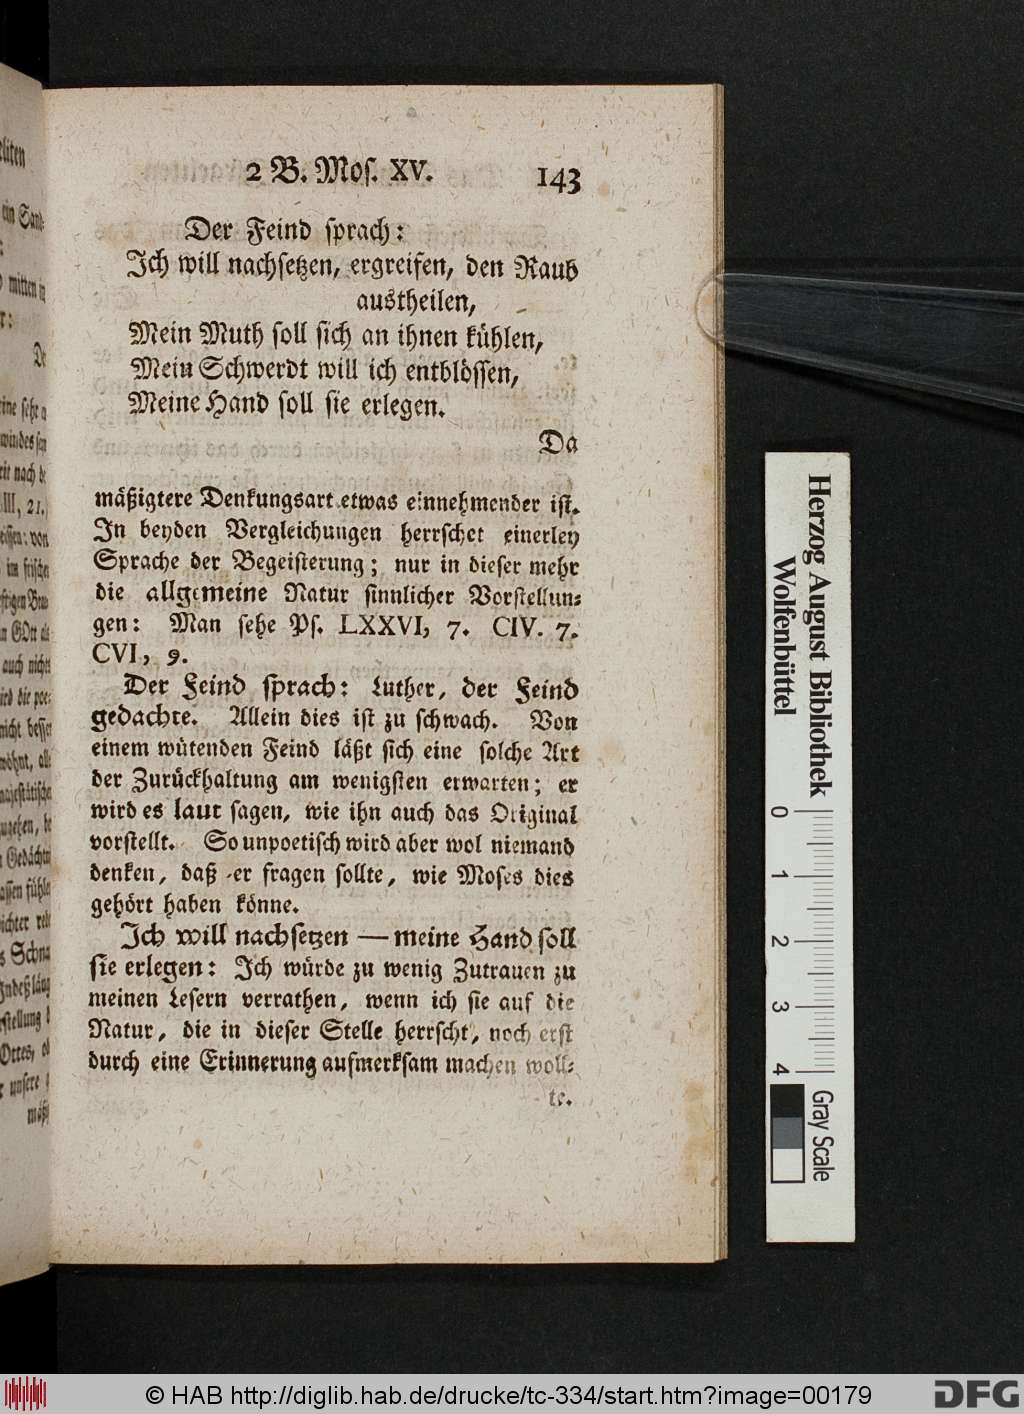 2 B. Moſ. XV. 143
Der Feind ſprach:
Ich will nachſetzen, ergreifen, den Raub
austheilen,
Mein Muth ſoll ſich an ihnen kühlen,
Mein Schwerdt will ich entblöſſen,
Meine Hand ſoll ſie erlegen.
Da
mäßigtere Denkungsart etwas einnehmender iſt.
In beyden Vergleichungen herrſchet einerley
Sprache der Begeiſterung; nur in dieſer mehr
die allgemeine Natur ſinnlicher Vorſtellun⸗
gen: Man ſehe Pſ. LXXVI, 7. CIV. 7.
CVI, 9.
Der Feind ſprach: Luther, der Feind
gedachte. Allein dies iſt zu ſchwach. Von
einem wütenden Feind läßt ſich eine ſolche Art
der Zurückhaltung am wenigſten erwarten; er
wird es laut ſagen, wie ihn auch das Original
vorſtellt. So unpoetiſch wird aber wol niemand
denken, daß er fragen ſollte, wie Moſes dies
gehört haben könne.
Ich will nachſetzen — meine Hand ſoll
ſie erlegen: Ich würde zu wenig Zutrauen zu
meinen Leſern verrathen, wenn ich ſie auf die
Natur, die in dieſer Stelle herrſcht, noch erſt
durch eine Erinnerung aufmerkſam machen woll⸗
te.
Herzog August Bibliothek
Wolfenbüttel
0 1 2 3 4
Gray Scale
© HAB http://diglib.hab.de/drucke/tc-334/start.htm?image=00179
DFG